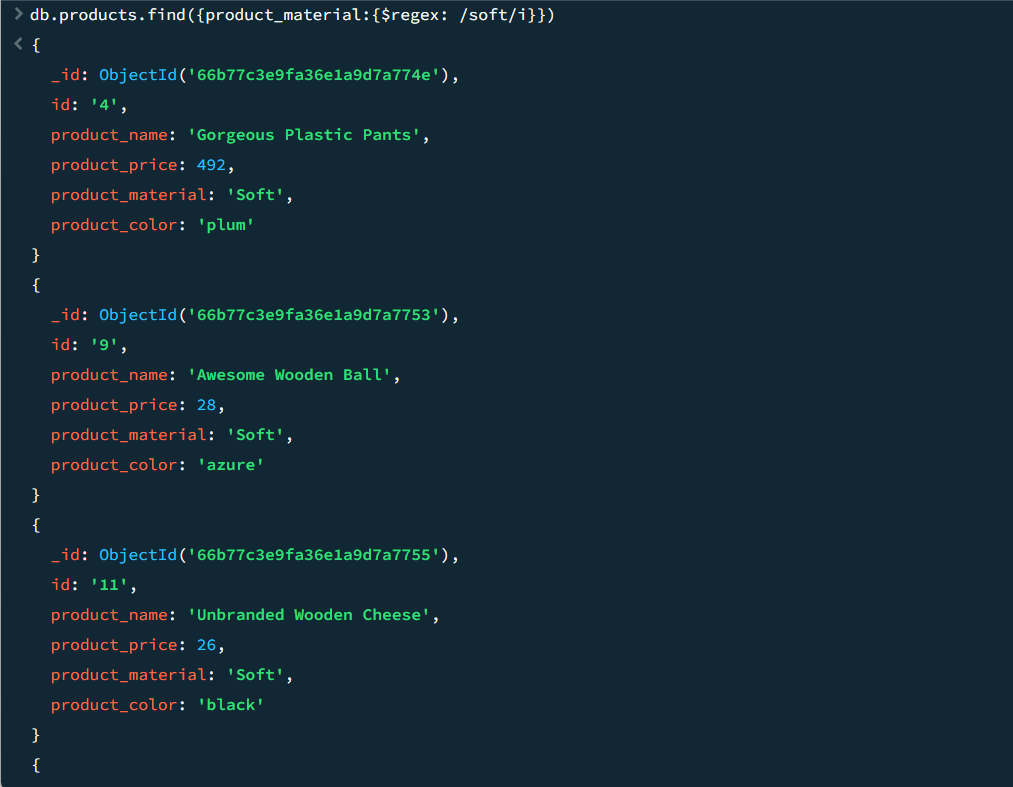 > db.products.find({product_material:{$regex: /soft/i}})
< {
_id: ObjectId('66b77c3e9fa36e1a9d7a774e'),
id: '4',
product_name: 'Gorgeous Plastic Pants',
product_price: 492,
product_material: 'Soft',
product_color: 'plum'
}
{
_id: ObjectId('66b77c3e9fa36e1a9d7a7753'),
id: '9',
product_name: 'Awesome Wooden Ball',
product_price: 28,
product_material: 'Soft',
product_color: 'azure'
}
{
_id: ObjectId('66b77c3e9fa36e1a9d7a7755'),
id: '11',
product_name: 'Unbranded Wooden Cheese',
product_price: 26,
product_material: 'Soft',
product_color: 'black'
}
{